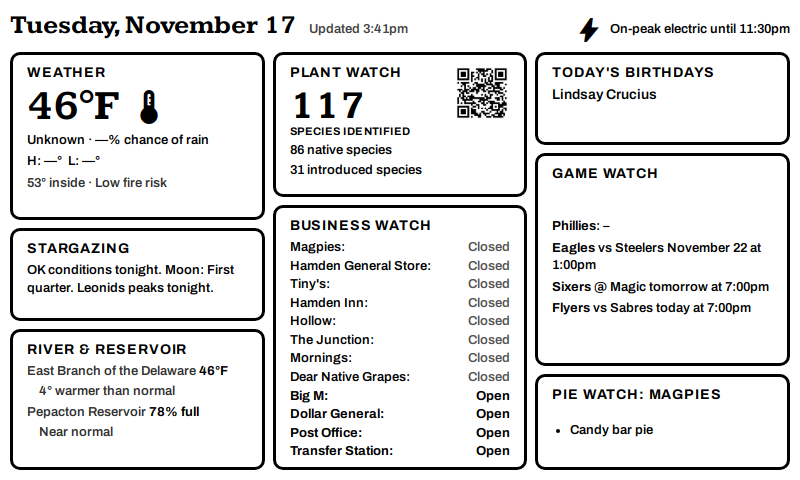 Tuesday, November 17 Updated 3:41pm
On-peak electric until 11:30pm
WEATHER
46°F
Unknown · —% chance of rain
H: —° L: —°
53° inside · Low fire risk
STARGAZING
OK conditions tonight. Moon: First
quarter. Leonids peaks tonight.
RIVER & RESERVOIR
East Branch of the Delaware 46°F
4° warmer than normal
Pepacton Reservoir 78% full
Near normal
PLANT WATCH
117
SPECIES IDENTIFIED
86 native species
31 introduced species
BUSINESS WATCH
Magpies: Closed
Hamden General Store: Closed
Tiny's: Closed
Hamden Inn: Closed
Hollow: Closed
The Junction: Closed
Mornings: Closed
Dear Native Grapes: Closed
Big M: Open
Dollar General: Open
Post Office: Open
Transfer Station: Open
TODAY'S BIRTHDAYS
Lindsay Crucius
GAME WATCH
Phillies: –
Eagles vs Steelers November 22 at
1:00pm
Sixers @ Magic tomorrow at 7:00pm
Flyers vs Sabres today at 7:00pm
PIE WATCH: MAGPIES
• Candy bar pie